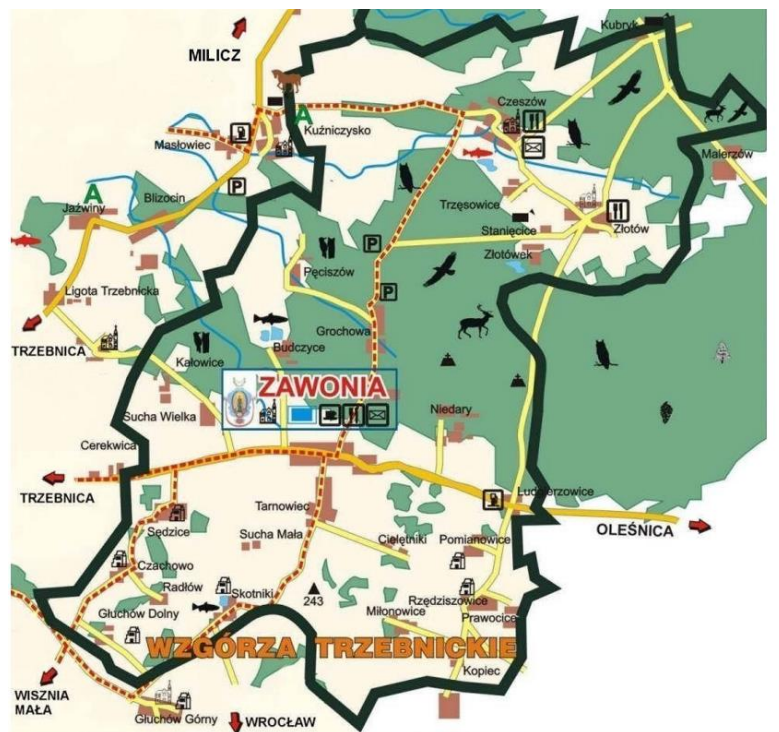 Kubryk
MILICZ
Czeszów
Kuźniczysko
A
Masłowiec
Malerzów
P
A
Blizocin
Trzęsowice
Jaźwiny
Stanięcice
Złotów
P
Złotówek
Pęciszów
Ligota Trzebnicka
P
Grochowa
TRZEBNICA
Budczyce
Kałowice
ZAWONIA
Sucha Wielka
Niedary
Cerekwica
TRZEBNICA
Ludgierzowice
Tarnowiec
OLEŚNICA
Sędzice
Sucha Mała
Cielętniki
Pomianowice
Czachowo
Radłów
Skotniki
243
Rzędziszowice
Głuchów Dolny
Miłonowice
Prawocice
WZGÓRZA TRZEBNICKIE
Kopiec
WISZNIA
MAŁA
Głuchów Górny
WROCŁAW